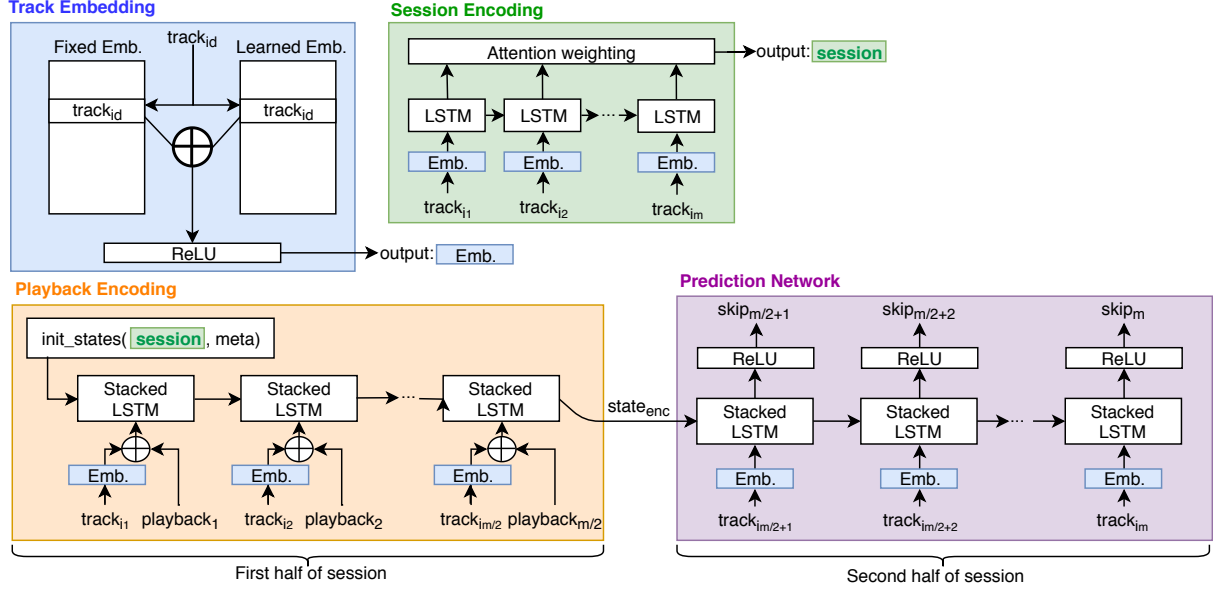 Track Embedding
Fixed Emb.
track_id
Learned Emb.
track_id
track_id
ReLU
output: Emb.
Session Encoding
Attention weighting
output: session
LSTM
LSTM
...
LSTM
Emb.
Emb.
Emb.
track_i1
track_i2
track_im
Playback Encoding
init_states( session , meta)
Stacked LSTM
Stacked LSTM
...
Stacked LSTM
Emb.
Emb.
Emb.
track_i1
playback_1
track_i2
playback_2
track_im/2
playback_m/2
First half of session
state_enc
Prediction Network
skip_m/2+1
skip_m/2+2
skip_m
ReLU
ReLU
ReLU
Stacked LSTM
Stacked LSTM
...
Stacked LSTM
Emb.
Emb.
Emb.
track_im/2+1
track_im/2+2
track_im
Second half of session